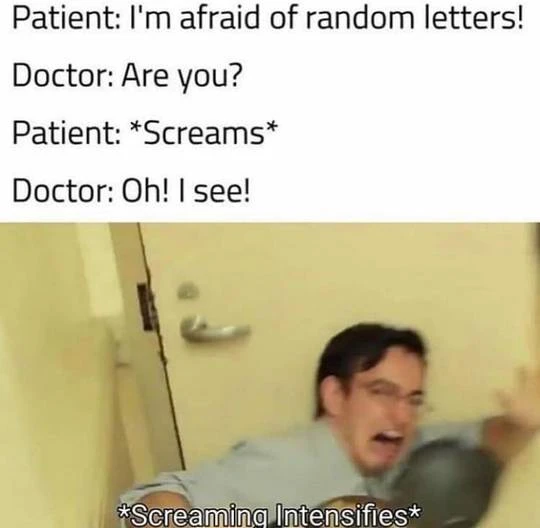 Patient: I'm afraid of random letters!
Doctor: Are you?
Patient: *Screams*
Doctor: Oh! I see!
*Screaming Intensifies*